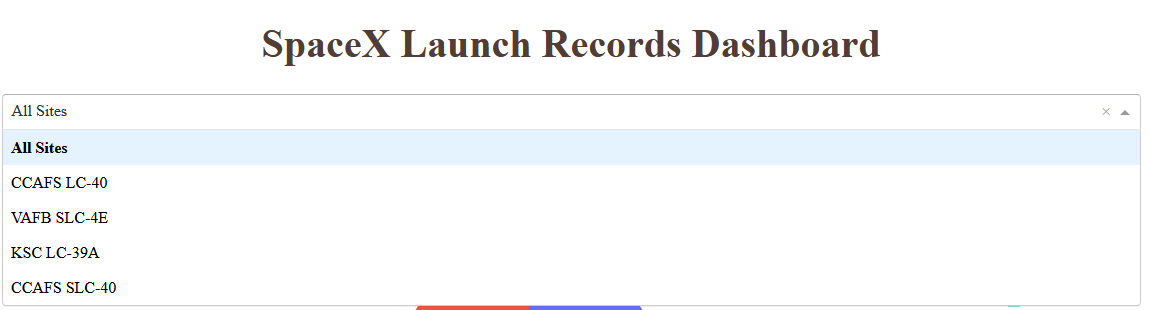 SpaceX Launch Records Dashboard
All Sites
All Sites
CCAFS LC-40
VAFB SLC-4E
KSC LC-39A
CCAFS SLC-40